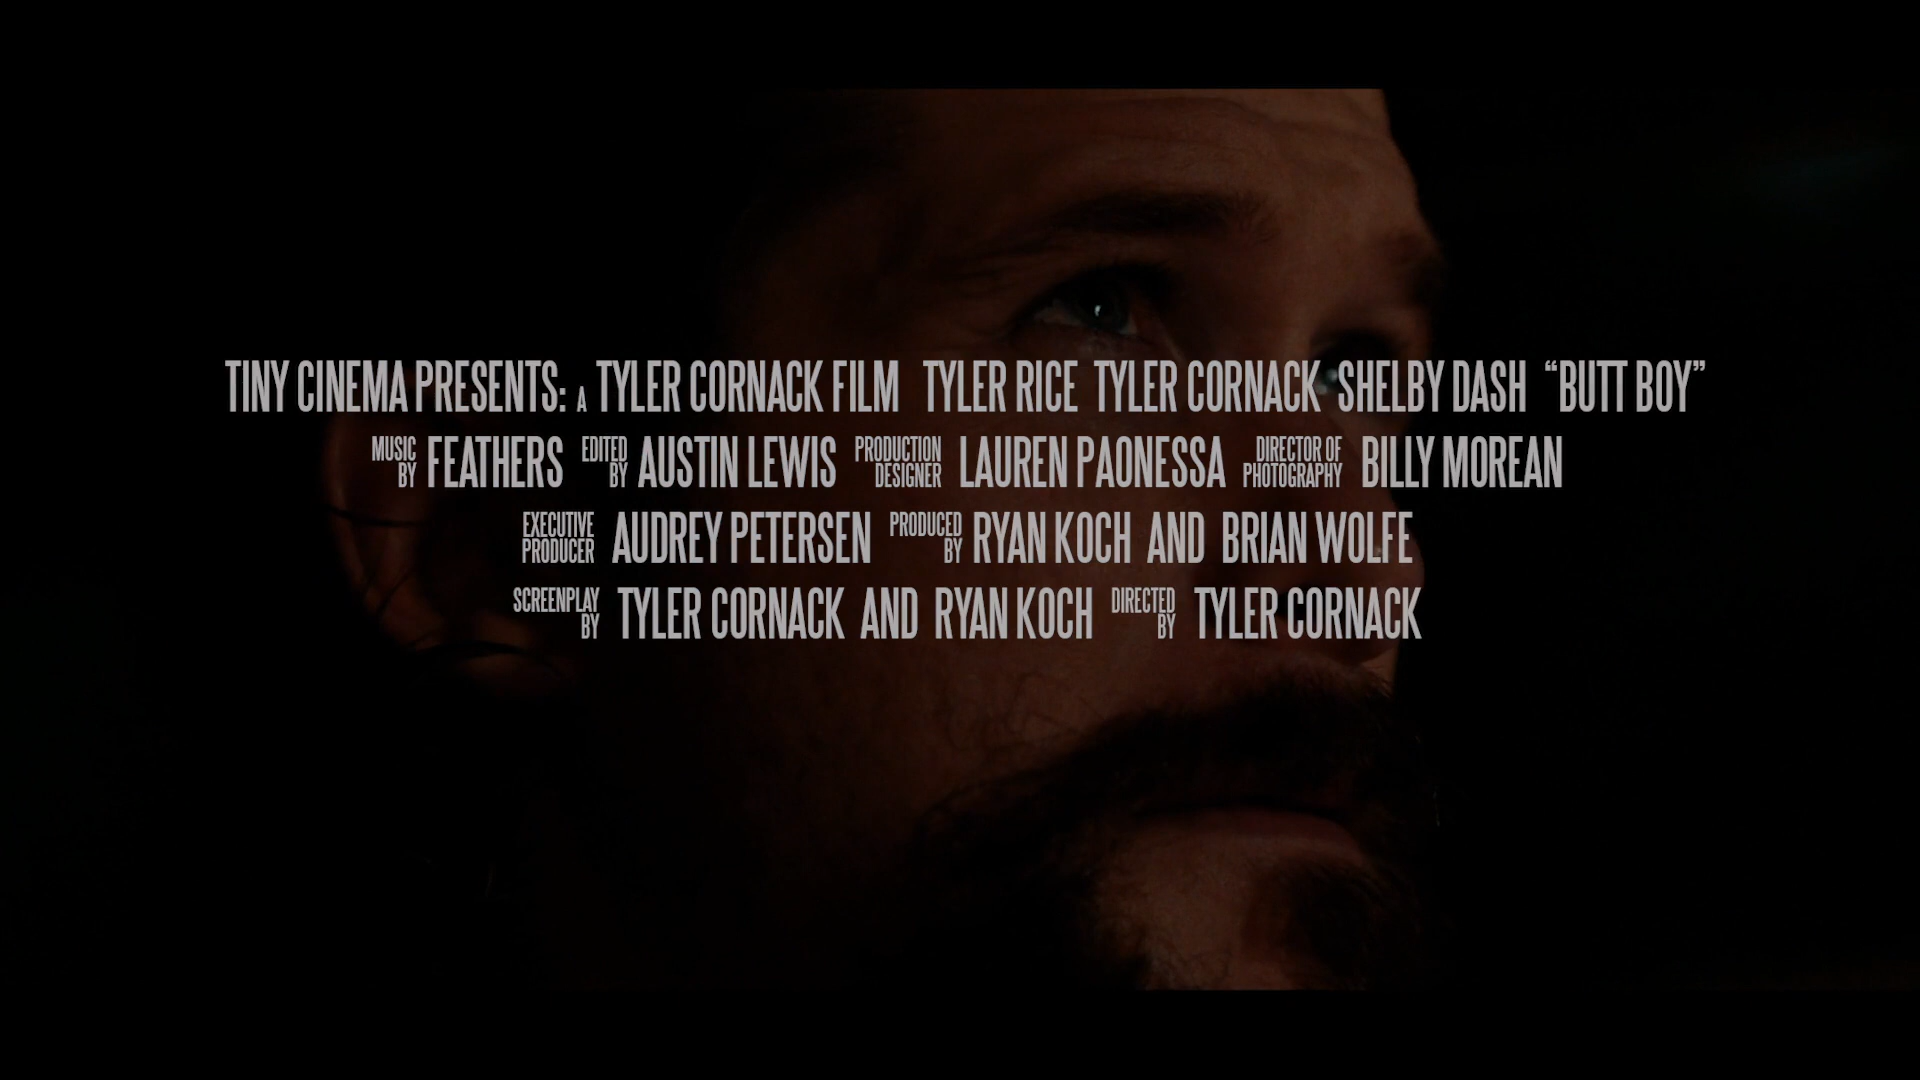 TINY CINEMA PRESENTS: A TYLER CORNACK FILM TYLER RICE TYLER CORNACK SHELBY DASH “BUTT BOY”
MUSIC BY FEATHERS EDITED BY AUSTIN LEWIS PRODUCTION DESIGNER LAUREN PAONESSA DIRECTOR OF PHOTOGRAPHY BILLY MOREAN
EXECUTIVE PRODUCER AUDREY PETERSEN PRODUCED BY RYAN KOCH AND BRIAN WOLFE
SCREENPLAY BY TYLER CORNACK AND RYAN KOCH DIRECTED BY TYLER CORNACK